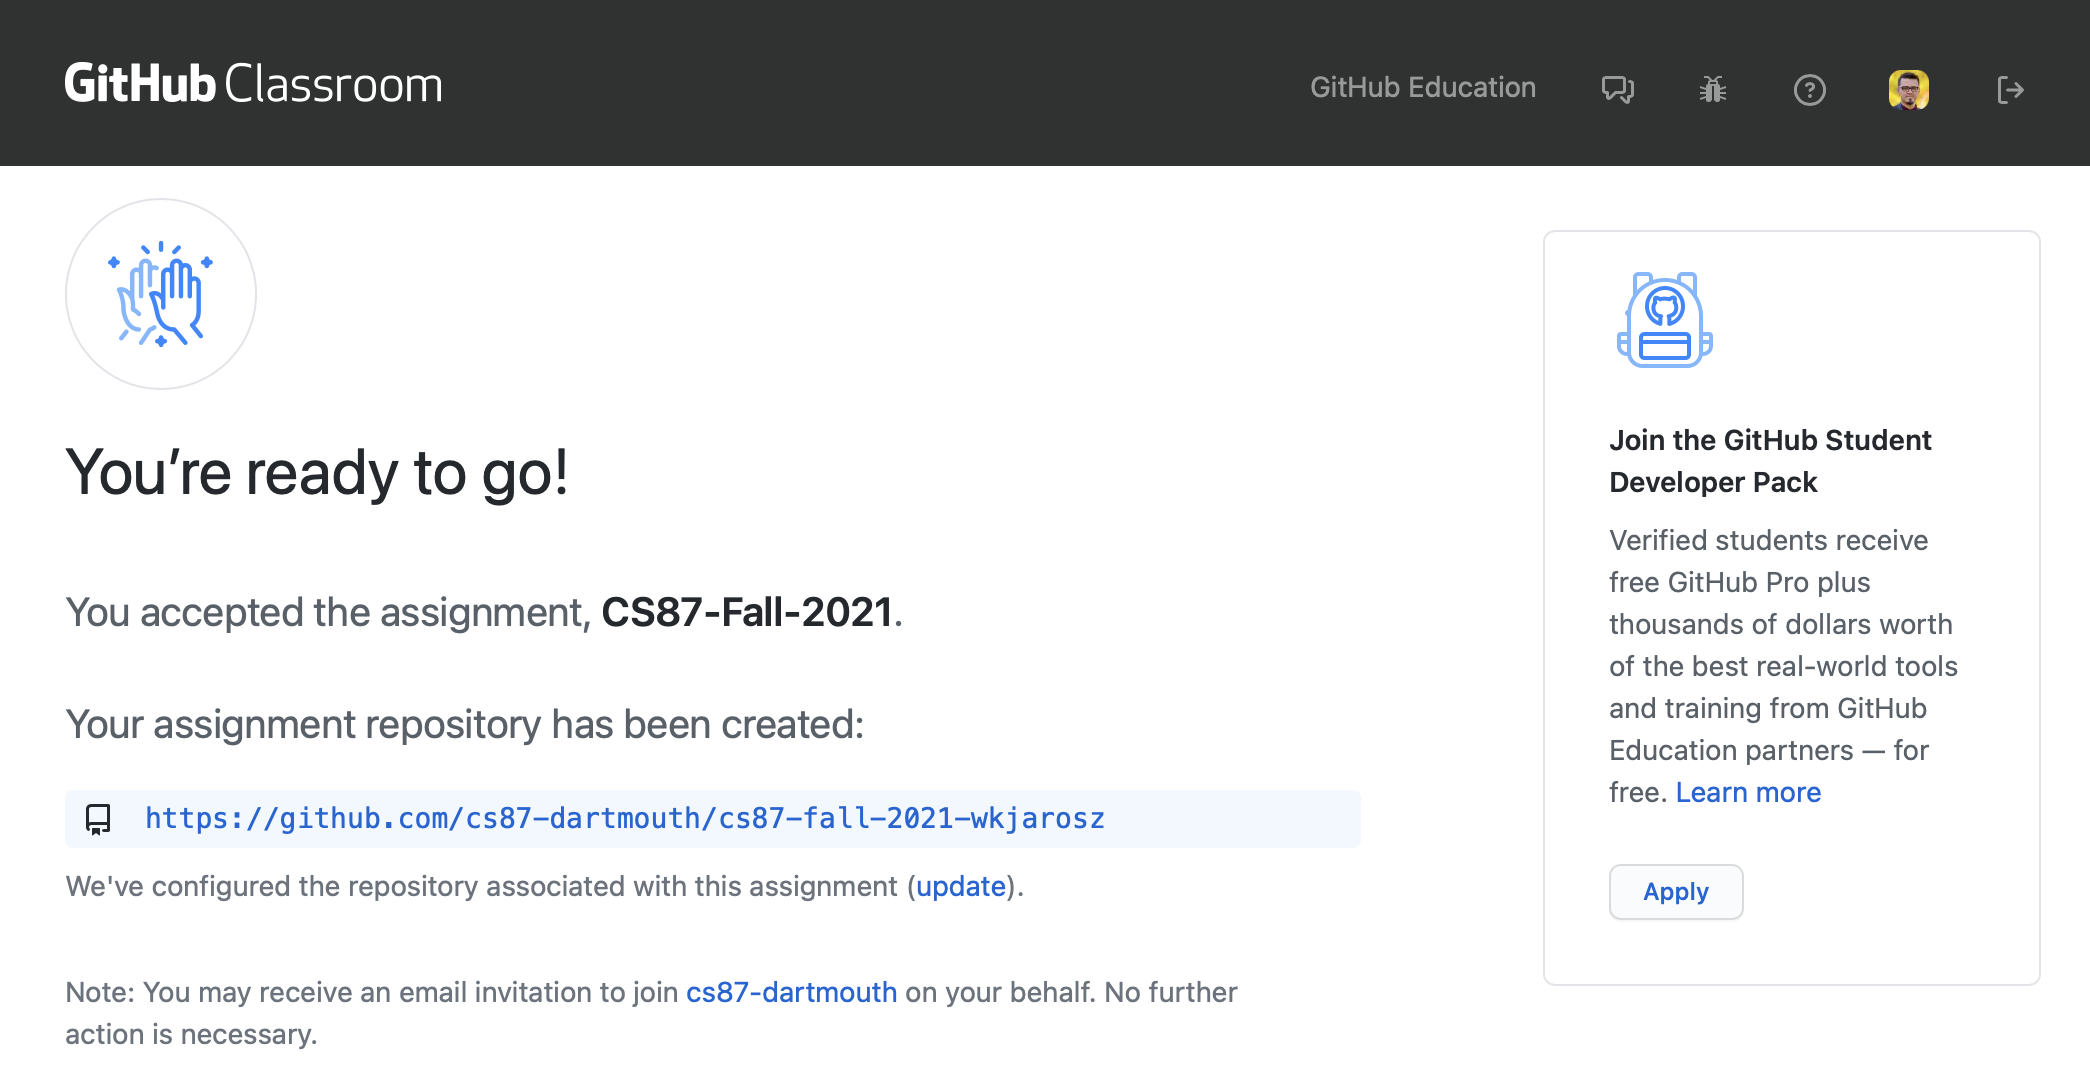 GitHub Classroom
GitHub Education
You’re ready to go!
You accepted the assignment, CS87-Fall-2021.
Your assignment repository has been created:
https://github.com/cs87-dartmouth/cs87-fall-2021-wkjarosz
We've configured the repository associated with this assignment (update).
Note: You may receive an email invitation to join cs87-dartmouth on your behalf. No further
action is necessary.
Join the GitHub Student
Developer Pack
Verified students receive
free GitHub Pro plus
thousands of dollars worth
of the best real-world tools
and training from GitHub
Education partners — for
free. Learn more
Apply